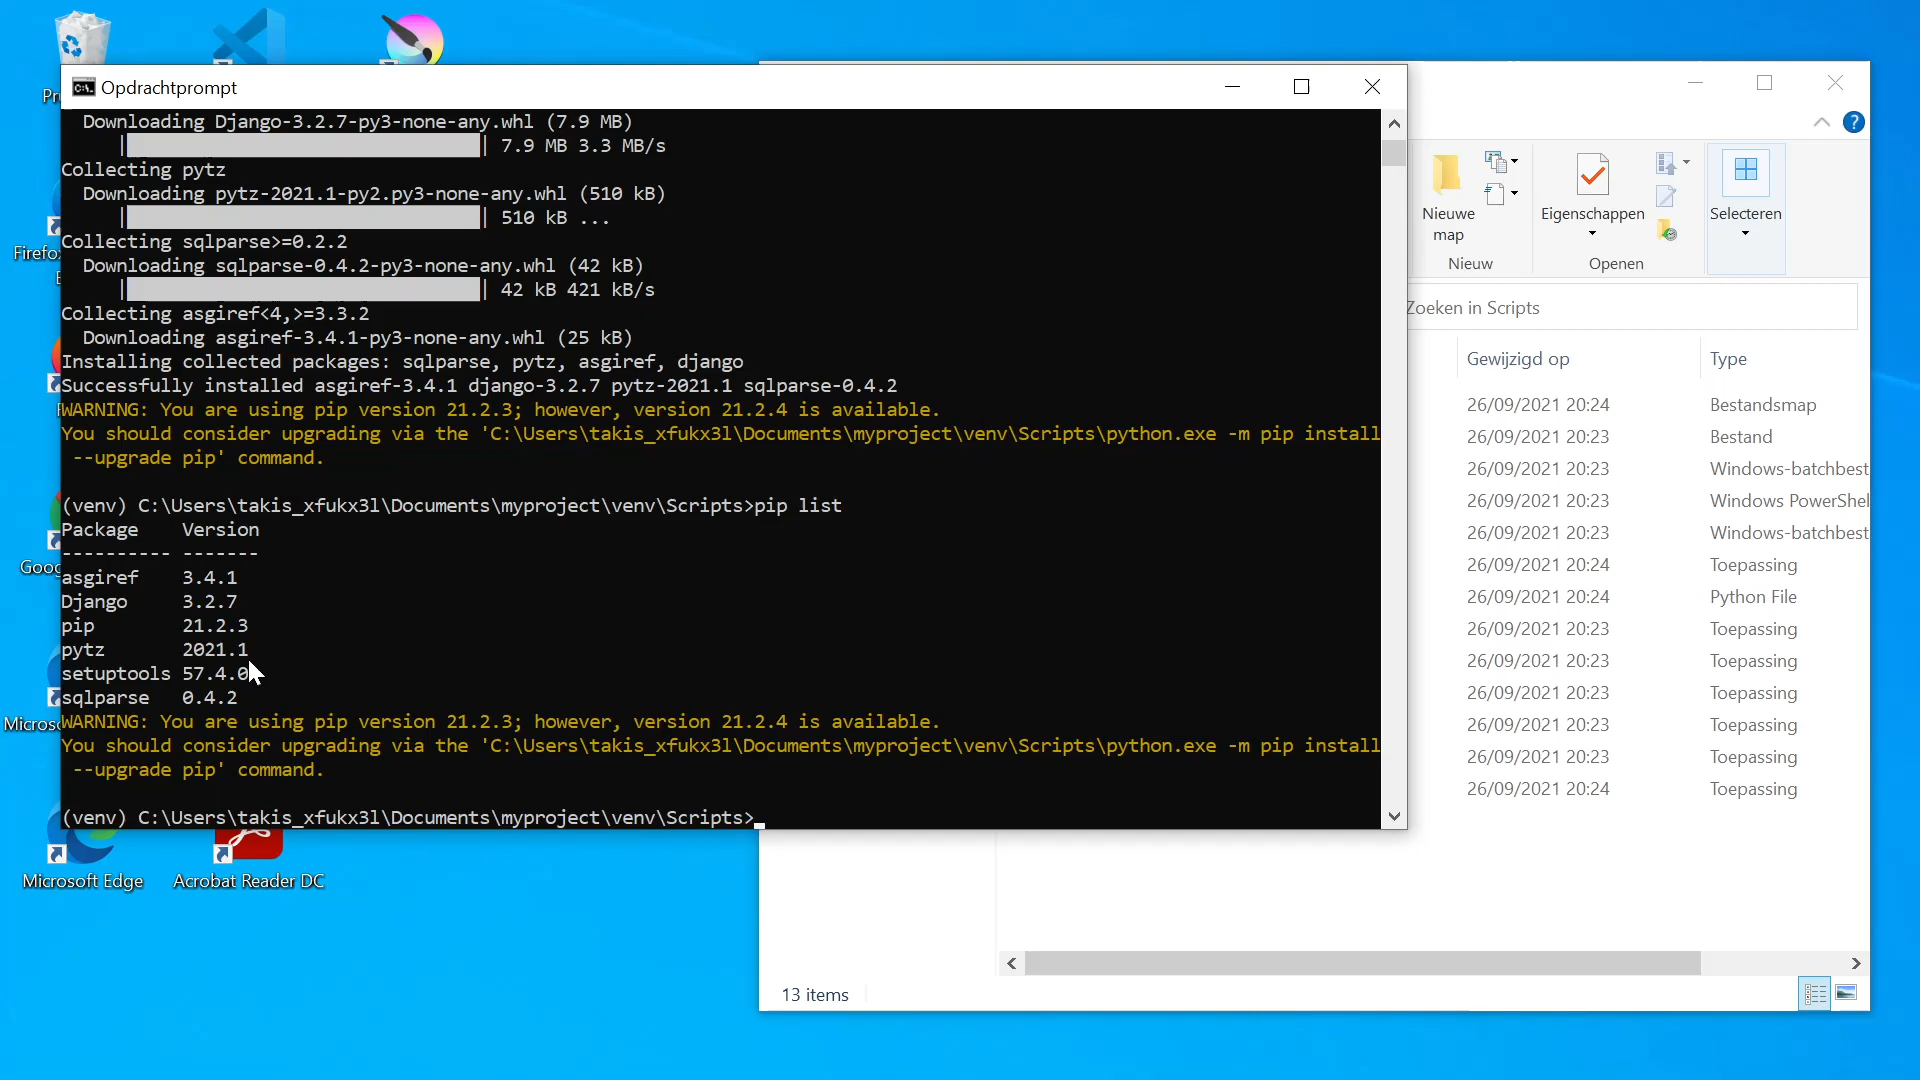 Opdrachtprompt
Downloading Django-3.2.7-py3-none-any.whl (7.9 MB)
| | 7.9 MB 3.3 MB/s
Collecting pytz
Downloading pytz-2021.1-py2.py3-none-any.whl (510 kB)
| | 510 kB ...
Collecting sqlparse>=0.2.2
Downloading sqlparse-0.4.2-py3-none-any.whl (42 kB)
| | 42 kB 421 kB/s
Collecting asgiref<4,>=3.3.2
Downloading asgiref-3.4.1-py3-none-any.whl (25 kB)
Installing collected packages: sqlparse, pytz, asgiref, django
Successfully installed asgiref-3.4.1 django-3.2.7 pytz-2021.1 sqlparse-0.4.2
WARNING: You are using pip version 21.2.3; however, version 21.2.4 is available.
You should consider upgrading via the 'C:\Users\takis_xfukx3l\Documents\myproject\venv\Scripts\python.exe -m pip install
--upgrade pip' command.
(venv) C:\Users\takis_xfukx3l\Documents\myproject\venv\Scripts>pip list
Package Version
---------- -------
asgiref 3.4.1
Django 3.2.7
pip 21.2.3
pytz 2021.1
setuptools 57.4.0
sqlparse 0.4.2
WARNING: You are using pip version 21.2.3; however, version 21.2.4 is available.
You should consider upgrading via the 'C:\Users\takis_xfukx3l\Documents\myproject\venv\Scripts\python.exe -m pip install
--upgrade pip' command.
(venv) C:\Users\takis_xfukx3l\Documents\myproject\venv\Scripts>
Nieuwe
map
Eigenschappen
Selecteren
Nieuw
Openen
Zoeken in Scripts
Gewijzigd op Type
26/09/2021 20:24 Bestandsmap
26/09/2021 20:23 Bestand
26/09/2021 20:23 Windows-batchbest
26/09/2021 20:23 Windows PowerShel
26/09/2021 20:23 Windows-batchbest
26/09/2021 20:24 Toepassing
26/09/2021 20:24 Python File
26/09/2021 20:23 Toepassing
26/09/2021 20:23 Toepassing
26/09/2021 20:23 Toepassing
26/09/2021 20:23 Toepassing
26/09/2021 20:23 Toepassing
26/09/2021 20:24 Toepassing
13 items
Pr
Firefo
Goog
Micros
Microsoft Edge
Acrobat Reader DC